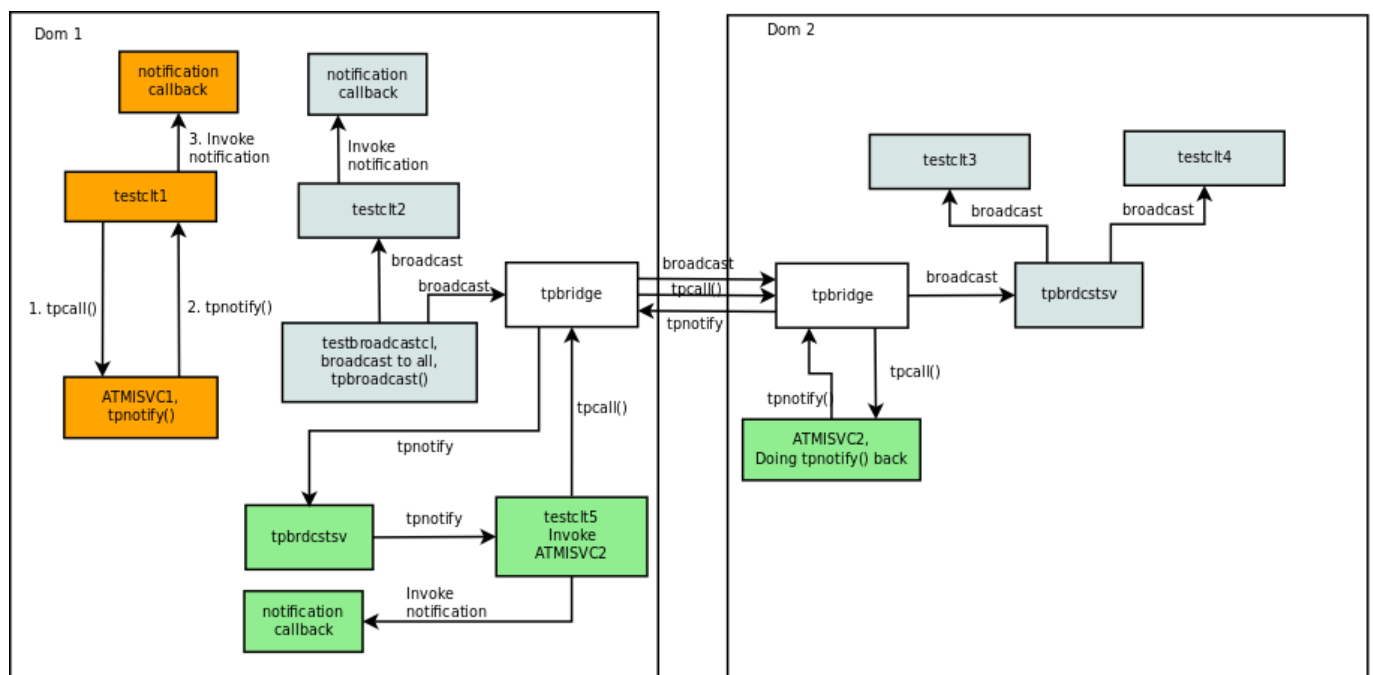 Dom 1
notification
callback
3. Invoke
notification
testclt1
1. tpcall()
2. tpnotify()
ATMISVC1,
tpnotify()
notification
callback
Invoke
notification
testclt2
broadcast
broadcast
testbroadcastcl,
broadcast to all,
tpbroadcast()
tpbridge
tpcall()
tpnotify
tpbrdcstsv
tpnotify
testclt5
Invoke
ATMISVC2
Invoke
notification
notification
callback
broadcast
tpcall()
tpnotify
Dom 2
testclt3
testclt4
broadcast
broadcast
tpbridge
broadcast
tpbrdcstsv
tpnotify()
tpcall()
ATMISVC2,
Doing tpnotify() back